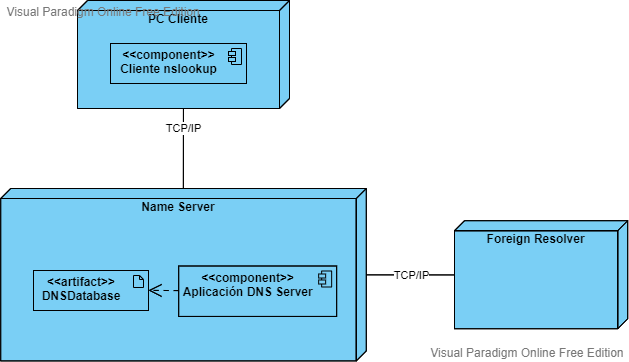 Visual Paradigm Online Free Edition
PC Cliente
<<component>>
Cliente nslookup
TCP/IP
Name Server
<<artifact>>
DNSDatabase
<<component>>
Aplicación DNS Server
TCP/IP
Foreign Resolver
Visual Paradigm Online Free Edition